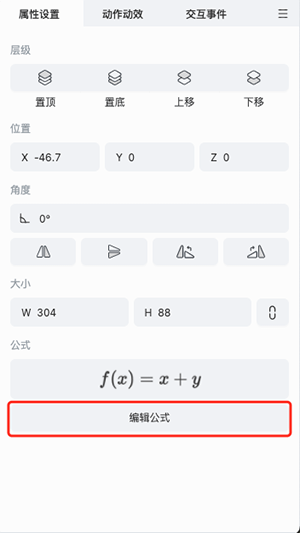 属性设置 动作动效 交互事件
层级
置顶 置底 上移 下移
位置
X -46.7 Y 0 Z 0
角度
0°
大小
W 304 H 88
公式
f(x) = x + y
编辑公式